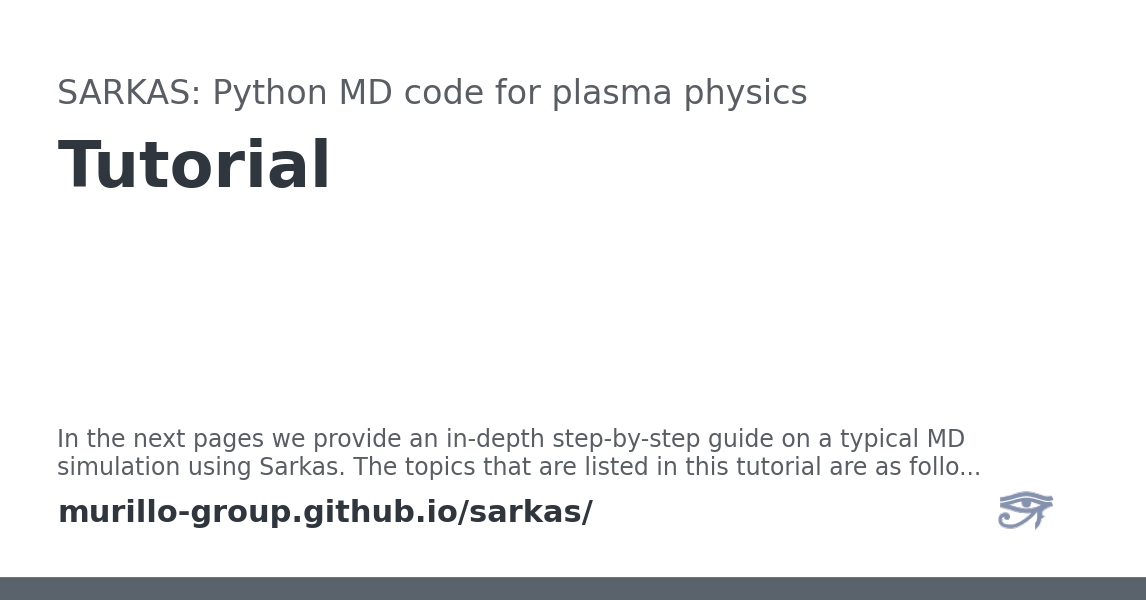 SARKAS: Python MD code for plasma physics
Tutorial
In the next pages we provide an in-depth step-by-step guide on a typical MD
simulation using Sarkas. The topics that are listed in this tutorial are as follo...
murillo-group.github.io/sarkas/